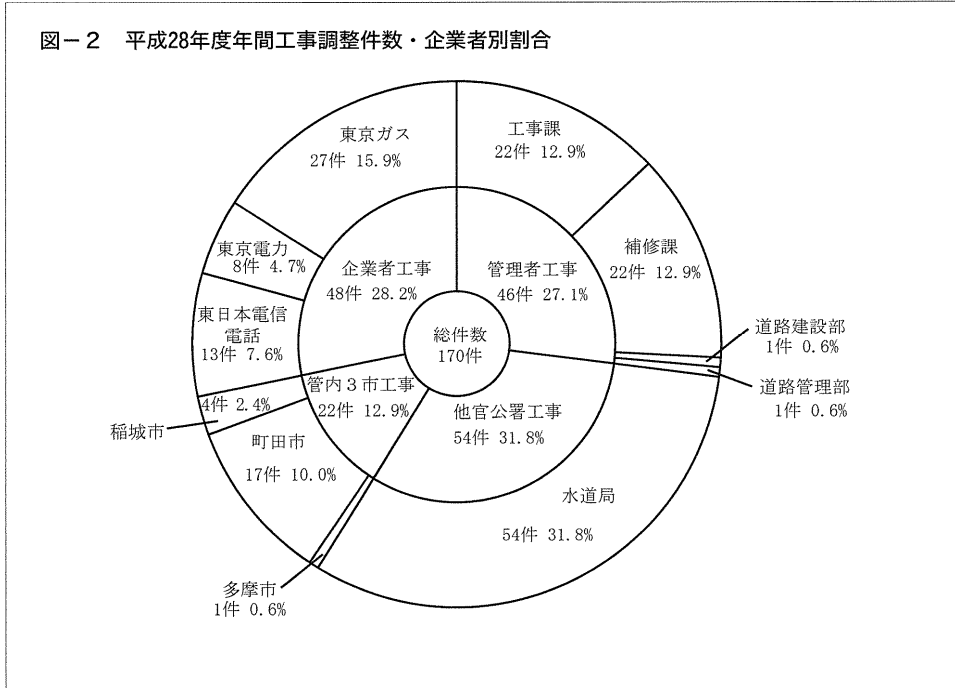 図－２　平成28年度年間工事調整件数・企業者別割合
東京ガス
27件 15.9%
工事課
22件 12.9%
補修課
22件 12.9%
東京電力
8件 4.7%
企業者工事
48件 28.2%
管理者工事
46件 27.1%
東日本電信
電話
13件 7.6%
総件数
170件
道路建設部
1件 0.6%
道路管理部
1件 0.6%
管内３市工事
22件 12.9%
他官公署工事
54件 31.8%
4件 2.4%
稲城市
町田市
17件 10.0%
水道局
54件 31.8%
多摩市
1件 0.6%